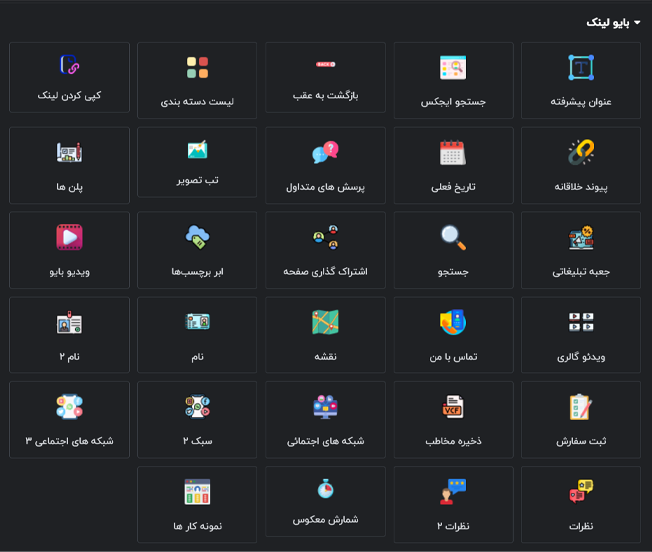 بایو لینک
عنوان پیشرفته
جستجو ایجکس
BACK
بازگشت به عقب
لیست دسته بندی
کپی کردن لینک
پیوند خلاقانه
تاریخ فعلی
پرسش های متداول
تب تصویر
پلن ها
جعبه تبلیغاتی
جستجو
اشتراک گذاری صفحه
ابر برچسب‌ها
ویدیو بایو
ویدئو گالری
تماس با من
نقشه
نام
نام ۲
ثبت سفارش
VCF
ذخیره مخاطب
شبکه های اجتمائی
سبک ۲
شبکه های اجتماعی ۳
نظرات
نظرات ۲
شمارش معکوس
نمونه کار ها